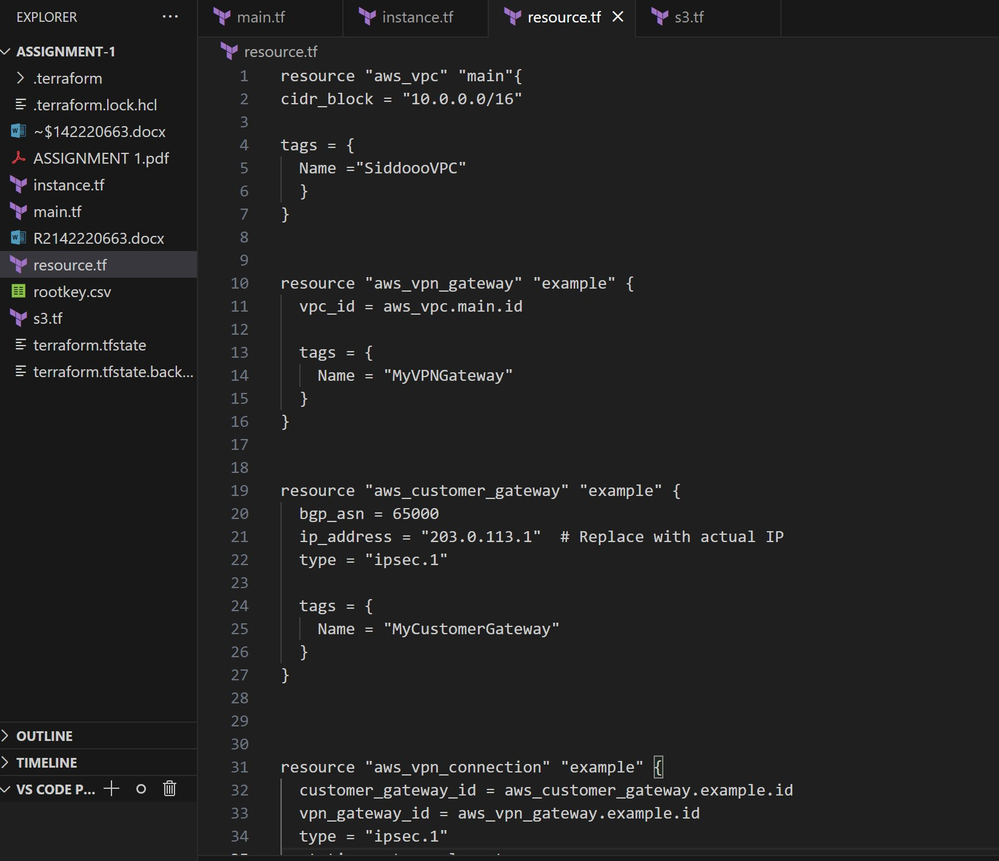 EXPLORER
ASSIGNMENT-1
.terraform
.terraform.lock.hcl
~$142220663.docx
ASSIGNMENT 1.pdf
instance.tf
main.tf
R2142220663.docx
resource.tf
rootkey.csv
s3.tf
terraform.tfstate
terraform.tfstate.back...
OUTLINE
TIMELINE
VS CODE P...
main.tf
instance.tf
resource.tf
s3.tf
resource.tf
1 resource "aws_vpc" "main"{
2 cidr_block = "10.0.0.0/16"
3
4 tags = {
5 Name ="SiddoooVPC"
6 }
7 }
8
9
10 resource "aws_vpn_gateway" "example" {
11 vpc_id = aws_vpc.main.id
12
13 tags = {
14 Name = "MyVPNGateway"
15 }
16 }
17
18
19 resource "aws_customer_gateway" "example" {
20 bgp_asn = 65000
21 ip_address = "203.0.113.1"  # Replace with actual IP
22 type = "ipsec.1"
23
24 tags = {
25 Name = "MyCustomerGateway"
26 }
27 }
28
29
30
31 resource "aws_vpn_connection" "example" {
32 customer_gateway_id = aws_customer_gateway.example.id
33 vpn_gateway_id = aws_vpn_gateway.example.id
34 type = "ipsec.1"